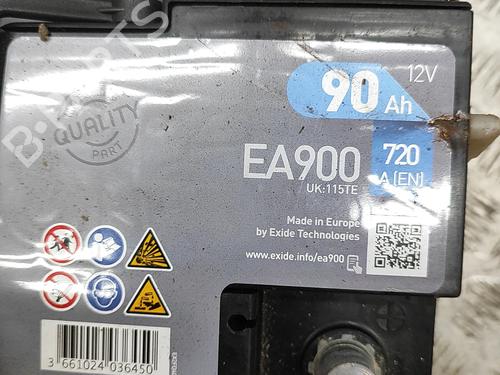 12V
90 Ah
EA900
720
A (EN)
UK:115TE
Made in Europe
by Exide Technologies
www.exide.info/ea900
QUALITY
PART
B-PARTS
3 661024 036450